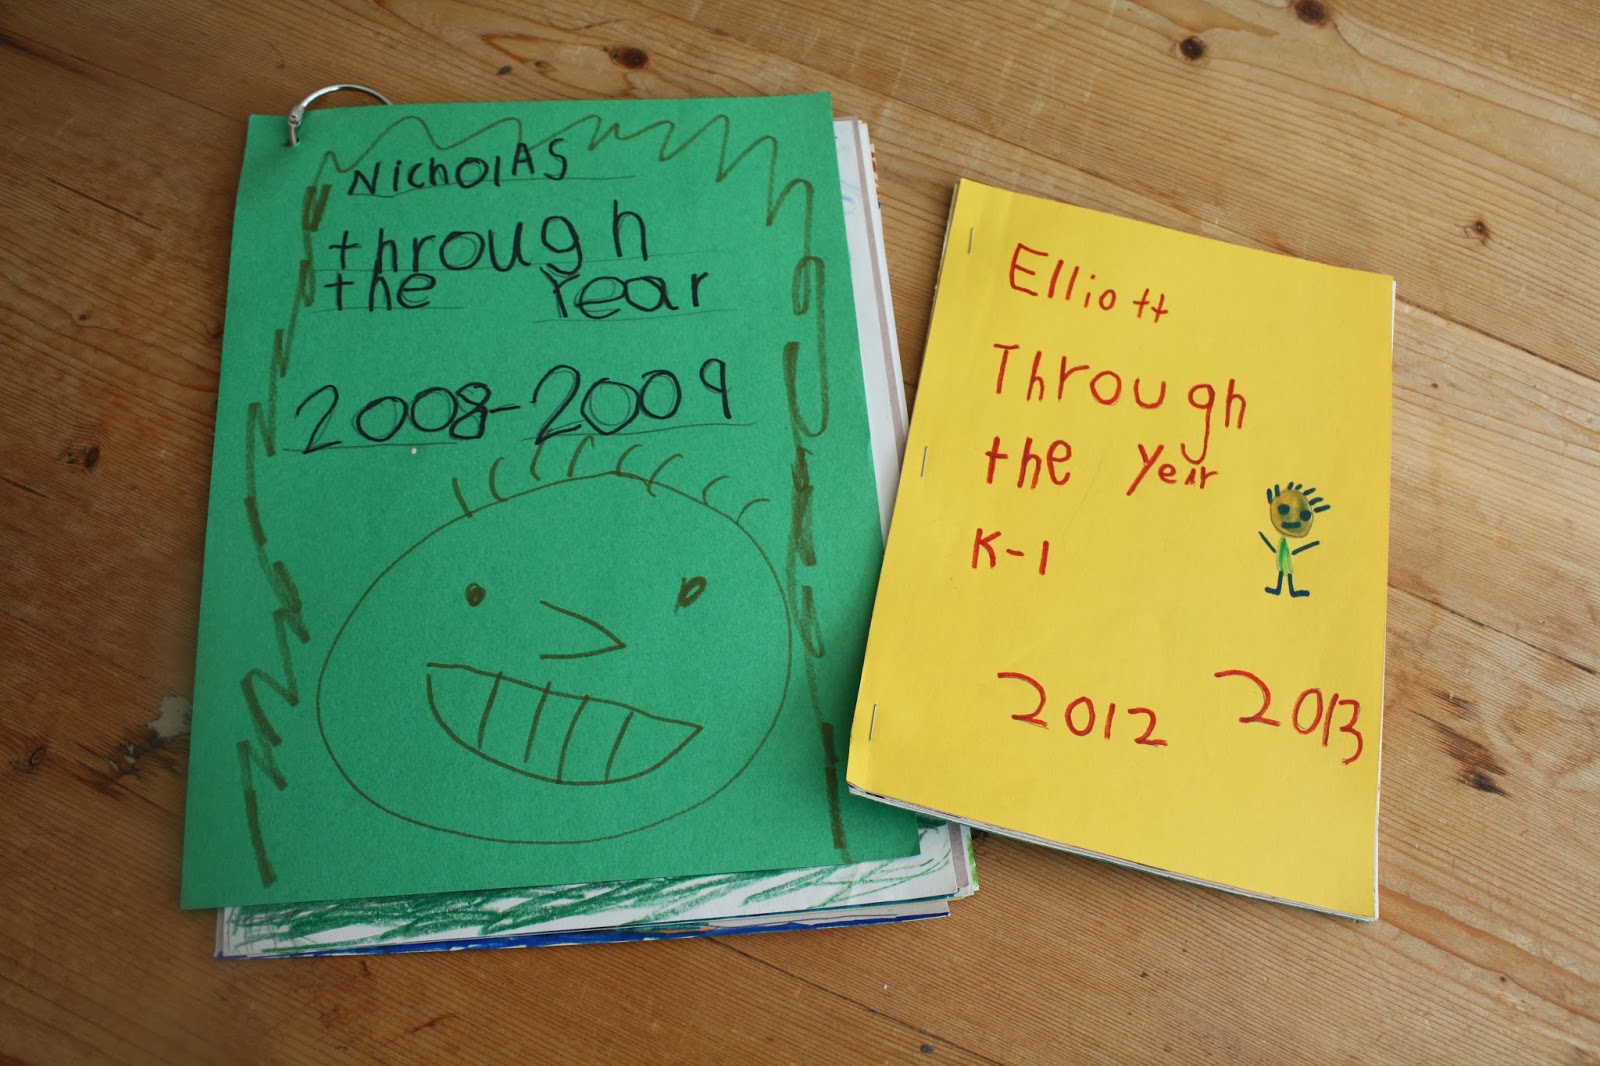 NicholAS
through
the Year
2008-2009
Elliott
Through
the year
K-1
2012 2013